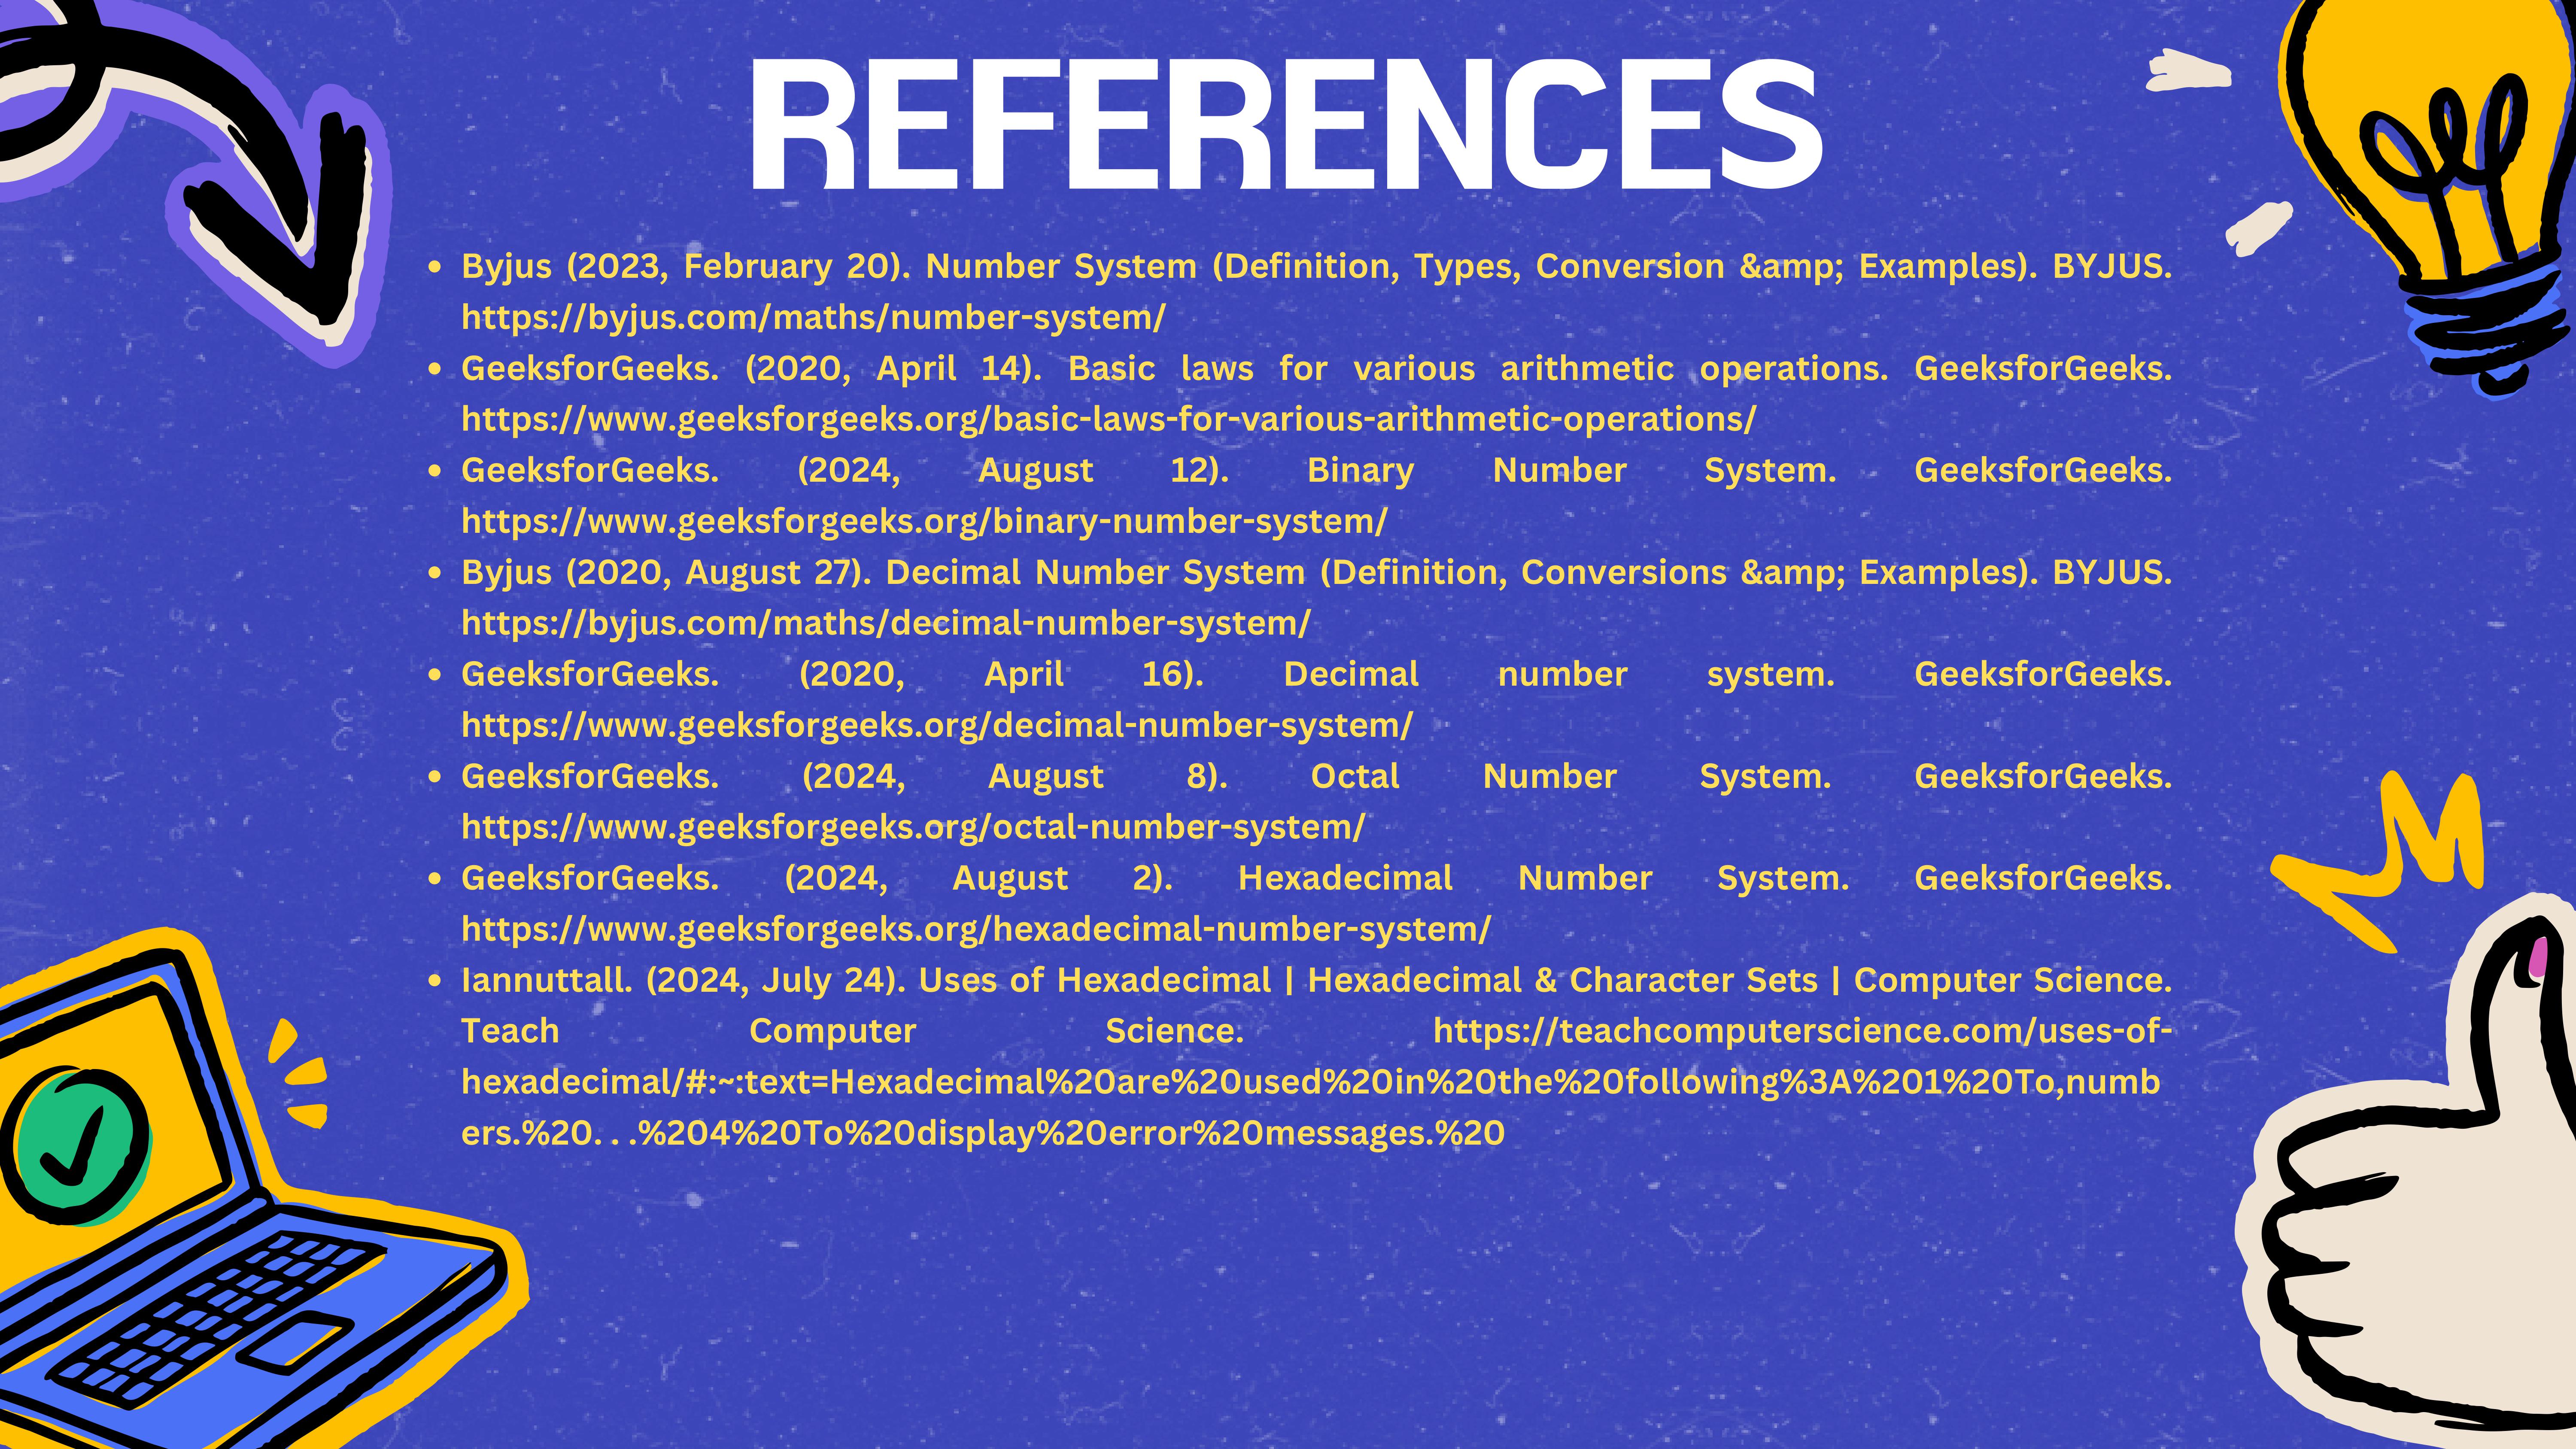 REFERENCES
• Byjus (2023, February 20). Number System (Definition, Types, Conversion &amp; Examples). BYJUS.
https://byjus.com/maths/number-system/
• GeeksforGeeks. (2020, April 14). Basic laws for various arithmetic operations. GeeksforGeeks.
https://www.geeksforgeeks.org/basic-laws-for-various-arithmetic-operations/
• GeeksforGeeks. (2024, August 12). Binary Number System. GeeksforGeeks.
https://www.geeksforgeeks.org/binary-number-system/
• Byjus (2020, August 27). Decimal Number System (Definition, Conversions &amp; Examples). BYJUS.
https://byjus.com/maths/decimal-number-system/
• GeeksforGeeks. (2020, April 16). Decimal number system. GeeksforGeeks.
https://www.geeksforgeeks.org/decimal-number-system/
• GeeksforGeeks. (2024, August 8). Octal Number System. GeeksforGeeks.
https://www.geeksforgeeks.org/octal-number-system/
• GeeksforGeeks. (2024, August 2). Hexadecimal Number System. GeeksforGeeks.
https://www.geeksforgeeks.org/hexadecimal-number-system/
• Iannuttall. (2024, July 24). Uses of Hexadecimal | Hexadecimal & Character Sets | Computer Science.
Teach Computer Science. https://teachcomputerscience.com/uses-of-
hexadecimal/#:~:text=Hexadecimal%20are%20used%20in%20the%20following%3A%201%20To,numb
ers.%20. . .%204%20To%20display%20error%20messages.%20